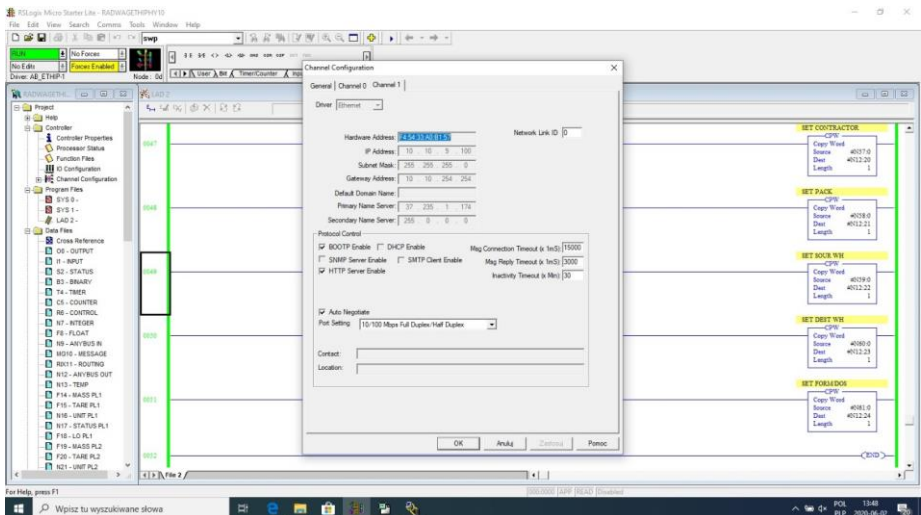 RSLogix Micro Starter Lite - RADWAGETHIPHY10
File Edit View Search Comms Tools Window Help
swp
RUN No Forces
No Edits Forces Enabled
Driver: AB_ETHIP-1 Node: 0d
User Bit Timer/Counter
Project
Help
Controller
Controller Properties
Processor Status
Function Files
IO Configuration
Channel Configuration
Program Files
SYS 0 -
SYS 1 -
LAD 2 -
Data Files
Cross Reference
O0 - OUTPUT
I1 - INPUT
S2 - STATUS
B3 - BINARY
T4 - TIMER
C5 - COUNTER
R6 - CONTROL
N7 - INTEGER
F8 - FLOAT
N9 - ANYBUS IN
MG10 - MESSAGE
RIX11 - ROUTING
N12 - ANYBUS OUT
N13 - TEMP
F14 - MASS PL1
F15 - TARE PL1
N16 - UNIT PL1
N17 - STATUS PL1
F18 - LO PL1
F19 - MASS PL2
F20 - TARE PL2
N21 - UNIT PL2
LAD 2
Channel Configuration
General Channel 0 Channel 1
Driver Ethernet
Hardware Address:
Network Link ID 0
IP Address: 10 . 10 . 9 . 100
Subnet Mask: 255 . 255 . 255 . 0
Gateway Address: 10 . 10 . 254 . 254
Default Domain Name:
Primary Name Server: 37 . 235 . 1 . 174
Secondary Name Server: 255 . 0 . 0 . 0
Protocol Control
BOOTP Enable DHCP Enable Msg Connection Timeout (x 1mS): 15000
SNMP Server Enable SMTP Client Enable Msg Reply Timeout (x 1mS): 3000
HTTP Server Enable Inactivity Timeout (x Min): 30
Auto Negotiate
Port Setting 10/100 Mbps Full Duplex/Half Duplex
Contact:
Location:
OK Anuluj Zastosuj Pomoc
SET CONTRACTOR
CPW
Copy Word
Source #N57:0
Dest #N12:20
Length 1
SET PACK
CPW
Copy Word
Source #N58:0
Dest #N12:21
Length 1
SET SOUR WH
CPW
Copy Word
Source #N59:0
Dest #N12:22
Length 1
SET DEST WH
CPW
Copy Word
Source #N60:0
Dest #N12:23
Length 1
CPW
Copy Word
Source #N61:0
Dest #N12:24
Length 1
END
File 2
For Help, press F1
APP READ Disabled
Wpisz tu wyszukiwane słowa
POL 13:48
PLP 2020-06-02